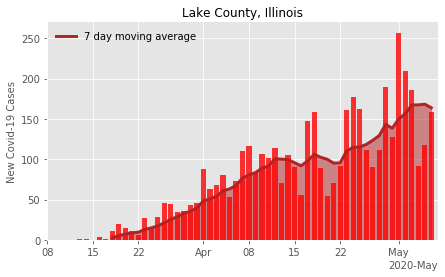 Lake County, Illinois
7 day moving average
New Covid-19 Cases
250
200
150
100
50
0
08 15 22 Apr 08 15 22 May
2020-May